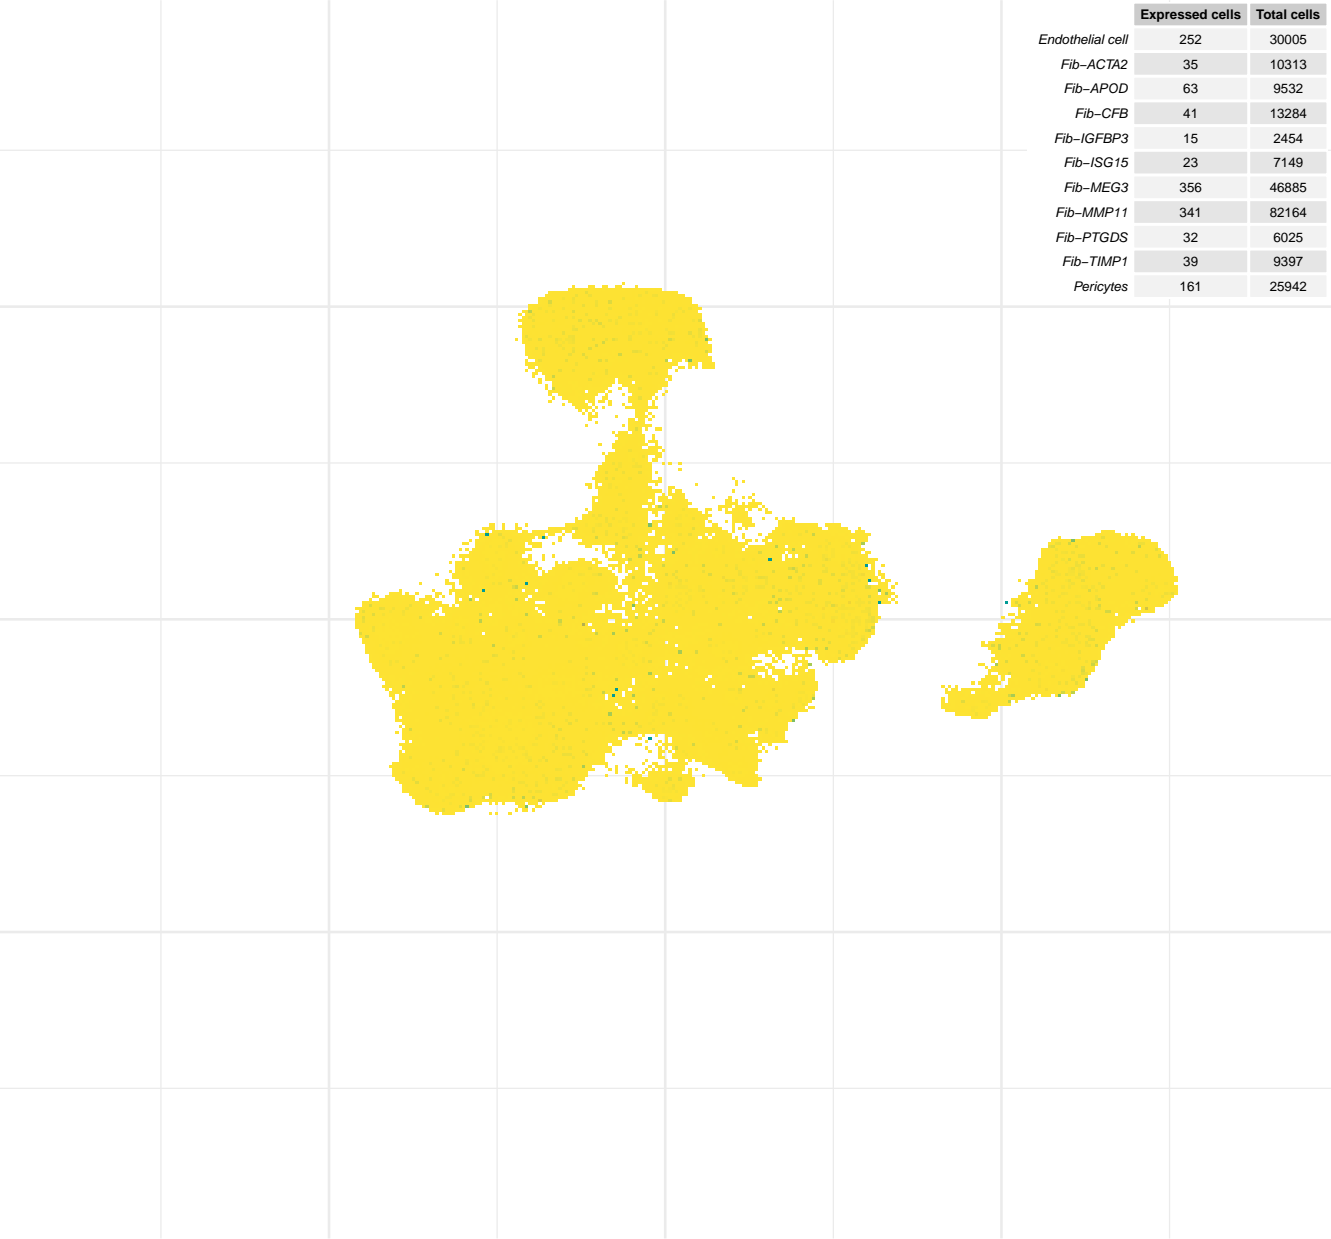 Expressed cells Total cells
Endothelial cell 252 30005
Fib−ACTA2 35 10313
Fib−APOD 63 9532
Fib−CFB 41 13284
Fib−IGFBP3 15 2454
Fib−ISG15 23 7149
Fib−MEG3 356 46885
Fib−MMP11 341 82164
Fib−PTGDS 32 6025
Fib−TIMP1 39 9397
Pericytes 161 25942